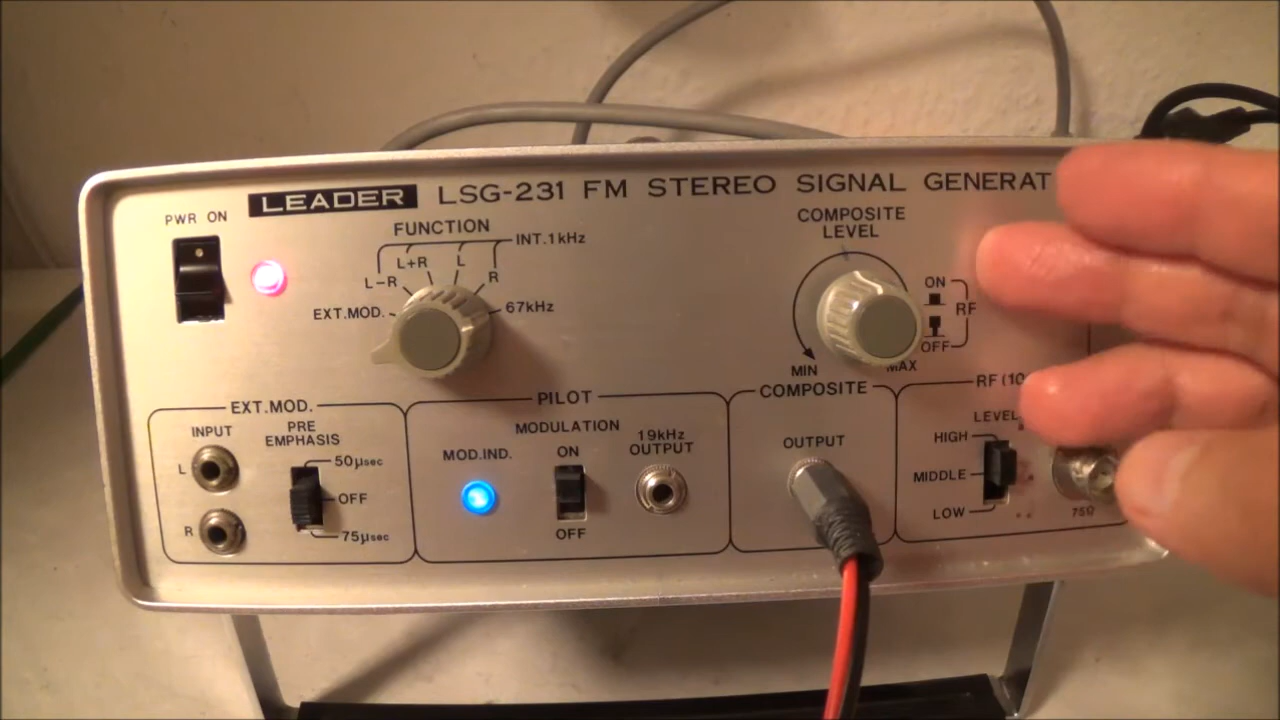 LEADER LSG-231 FM STEREO SIGNAL GENERAT
PWR ON
FUNCTION
INT.1kHz
L+R
L
L-R
R
EXT.MOD.
67kHz
COMPOSITE
LEVEL
MIN
MAX
ON
RF
OFF
EXT.MOD.
INPUT
L
R
PRE
EMPHASIS
50µsec
OFF
75µsec
PILOT
MOD.IND.
MODULATION
ON
OFF
19kHz
OUTPUT
COMPOSITE
OUTPUT
RF (10
LEVEL
HIGH
MIDDLE
LOW
75Ω